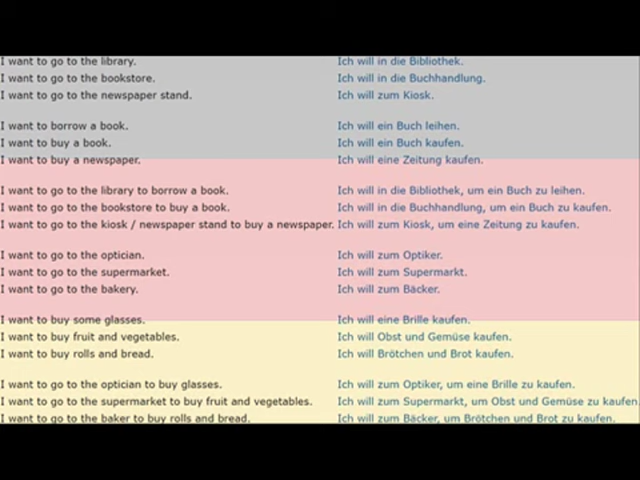 I want to go to the library. Ich will in die Bibliothek.
I want to go to the bookstore. Ich will in die Buchhandlung.
I want to go to the newspaper stand. Ich will zum Kiosk.
I want to borrow a book. Ich will ein Buch leihen.
I want to buy a book. Ich will ein Buch kaufen.
I want to buy a newspaper. Ich will eine Zeitung kaufen.
I want to go to the library to borrow a book. Ich will in die Bibliothek, um ein Buch zu leihen.
I want to go to the bookstore to buy a book. Ich will in die Buchhandlung, um ein Buch zu kaufen.
I want to go to the kiosk / newspaper stand to buy a newspaper. Ich will zum Kiosk, um eine Zeitung zu kaufen.
I want to go to the optician. Ich will zum Optiker.
I want to go to the supermarket. Ich will zum Supermarkt.
I want to go to the bakery. Ich will zum Bäcker.
I want to buy some glasses. Ich will eine Brille kaufen.
I want to buy fruit and vegetables. Ich will Obst und Gemüse kaufen.
I want to buy rolls and bread. Ich will Brötchen und Brot kaufen.
I want to go to the optician to buy glasses. Ich will zum Optiker, um eine Brille zu kaufen.
I want to go to the supermarket to buy fruit and vegetables. Ich will zum Supermarkt, um Obst und Gemüse zu kaufen.
I want to go to the baker to buy rolls and bread. Ich will zum Bäcker, um Brötchen und Brot zu kaufen.